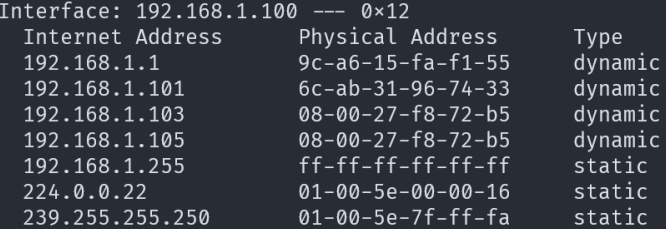 Interface: 192.168.1.100 --- 0×12
Internet Address Physical Address Type
192.168.1.1 9c-a6-15-fa-f1-55 dynamic
192.168.1.101 6c-ab-31-96-74-33 dynamic
192.168.1.103 08-00-27-f8-72-b5 dynamic
192.168.1.105 08-00-27-f8-72-b5 dynamic
192.168.1.255 ff-ff-ff-ff-ff-ff static
224.0.0.22 01-00-5e-00-00-16 static
239.255.255.250 01-00-5e-7f-ff-fa static